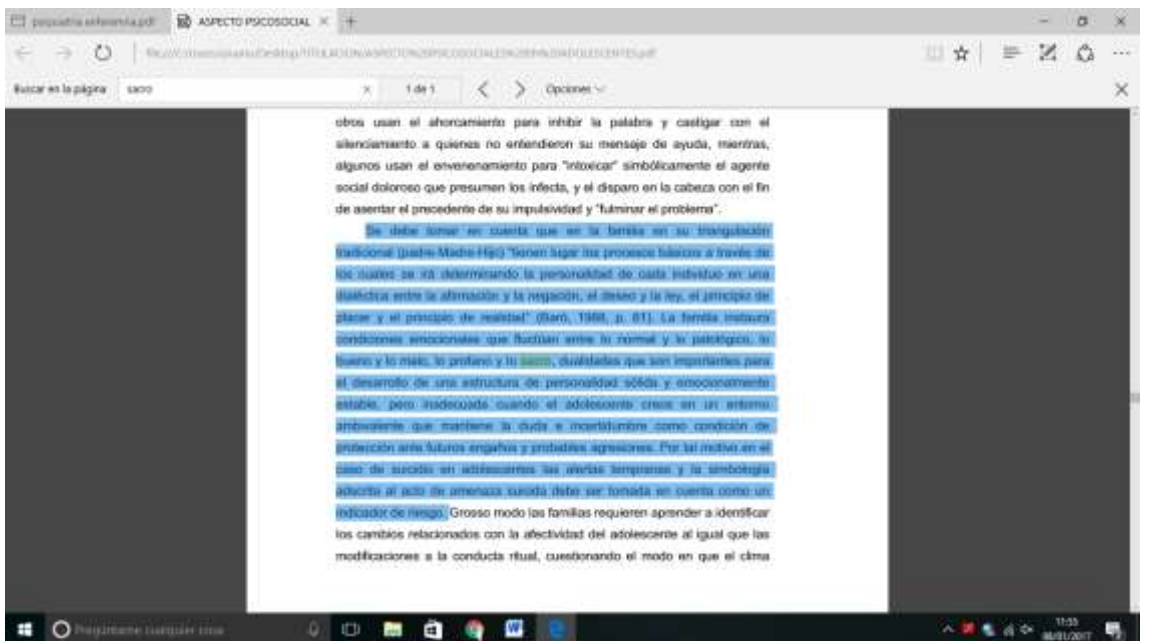 psiquiatria enferencia.pdf ASPECTO PSICOSOCIAL × +
Buscar en la página sacro × 1 de 1 < > Opciones
otros usan el ahorcamiento para inhibir la palabra y castigar con el
silenciamiento a quienes no entendieron su mensaje de ayuda, mientras,
algunos usan el envenenamiento para "intoxicar" simbólicamente el agente
social doloroso que presumen los infecta, y el disparo en la cabeza con el fin
de asentar el precedente de su impulsividad y "fulminar el problema".
Se debe tomar en cuenta que en la familia en su triangulación
tradicional (padre-Madre-Hijo) "tienen lugar los procesos básicos a través de
los cuales se irá determinando la personalidad de cada individuo en una
dialéctica entre la afirmación y la negación, el deseo y la ley, el principio de
placer y el principio de realidad" (Baró, 1988, p. 81). La familia instaura
condiciones emocionales que fluctúan entre lo normal y lo patológico, lo
bueno y lo malo, lo profano y lo sacro, dualidades que son importantes para
el desarrollo de una estructura de personalidad sólida y emocionalmente
estable, pero inadecuada cuando el adolescente crece en un entorno
ambivalente que mantiene la duda e incertidumbre como condición de
protección ante futuros engaños y probables agresiones. Por tal motivo en el
caso de suicidio en adolescentes las alertas tempranas y la simbología
adscrita al acto de amenaza suicida debe ser tomada en cuenta como un
indicador de riesgo. Grosso modo las familias requieren aprender a identificar
los cambios relacionados con la afectividad del adolescente al igual que las
modificaciones a la conducta ritual, cuestionando el modo en que el clima
Pregúntame cualquier cosa
11:55
08/01/2017